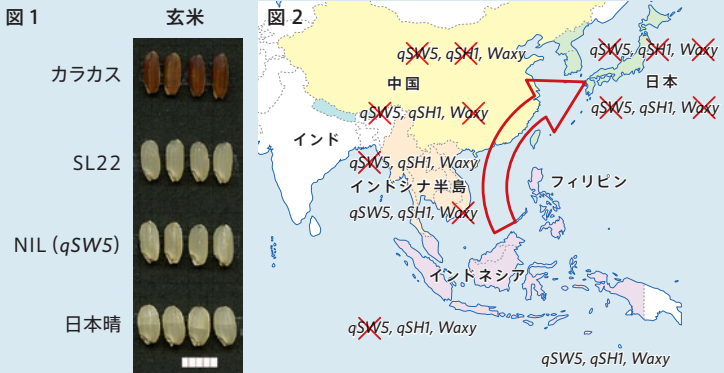 図1
玄米
カラカス
SL22
NIL (qSW5)
日本晴
図2
qSW5, qSH1, Waxy
qSW5, qSH1, Waxy
中国
日本
qSW5, qSH1, Waxy
qSW5, qSH1, Waxy
インド
qSW5, qSH1, Waxy
インドシナ半島
フィリピン
qSW5, qSH1, Waxy
インドネシア
qSW5, qSH1, Waxy
qSW5, qSH1, Waxy